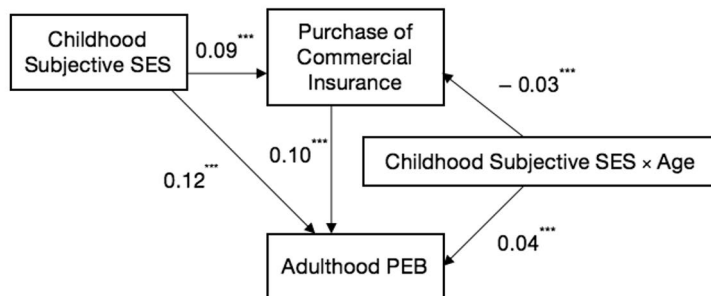 Childhood
Subjective SES
0.09***
Purchase of
Commercial
Insurance
– 0.03***
0.12***
0.10***
Childhood Subjective SES × Age
Adulthood PEB
0.04***